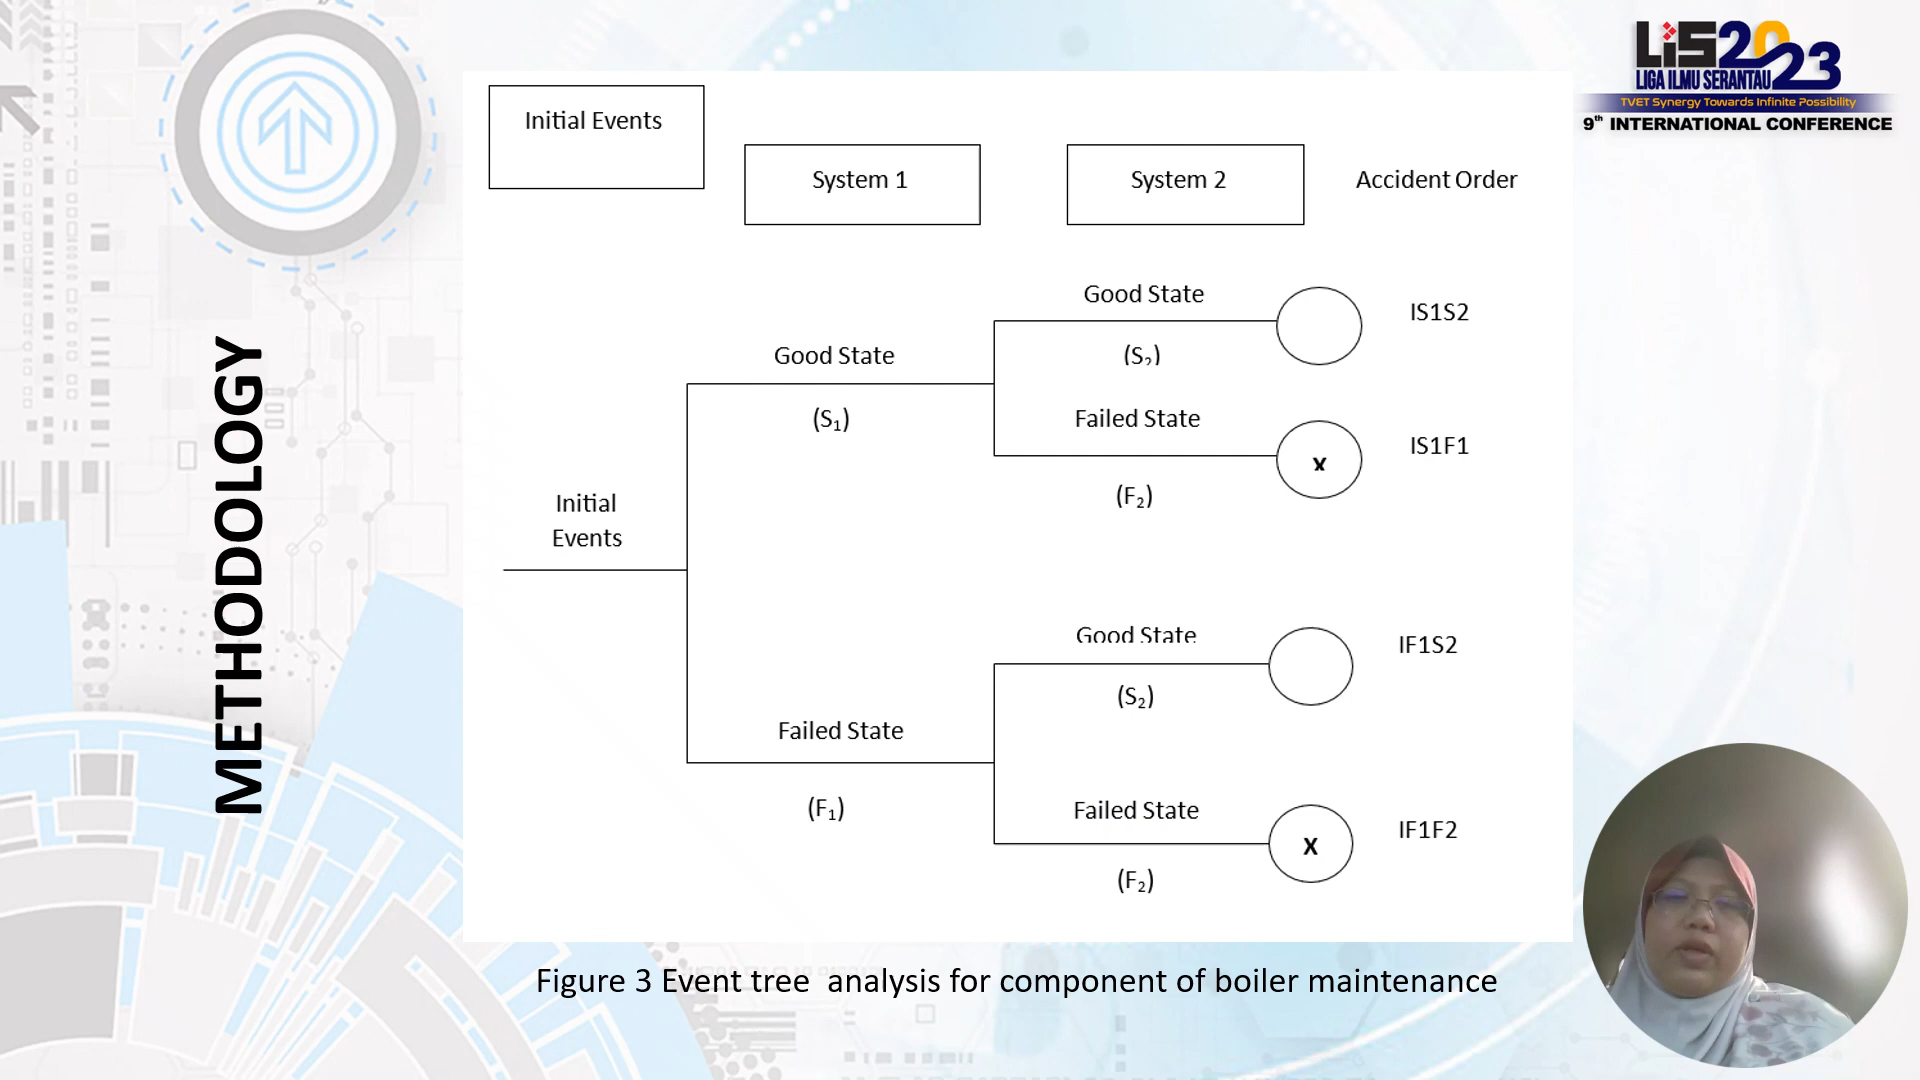 LiS2023
LIGA ILMU SERANTAU
TVET Synergy Towards Infinite Possibility
9th INTERNATIONAL CONFERENCE
METHODOLOGY
Initial Events
System 1
System 2
Accident Order
Good State
IS1S2
(S2)
Good State
(S1)
Failed State
IS1F1
X
(F2)
Initial
Events
Good State
IF1S2
(S2)
Failed State
(F1)
Failed State
IF1F2
X
(F2)
Figure 3 Event tree analysis for component of boiler maintenance